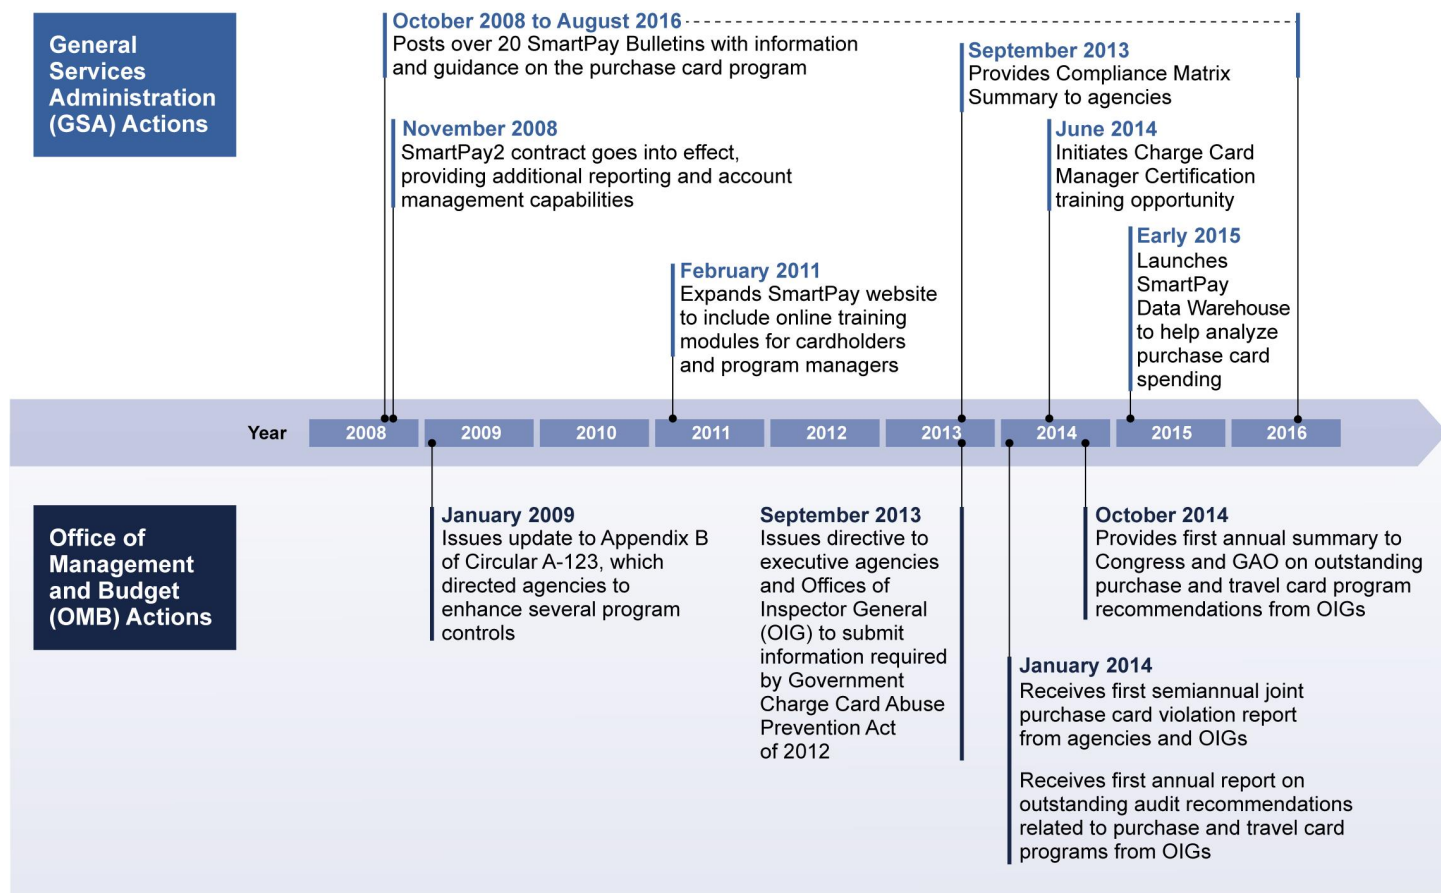 General
Services
Administration
(GSA) Actions
October 2008 to August 2016
Posts over 20 SmartPay Bulletins with information
and guidance on the purchase card program
November 2008
SmartPay2 contract goes into effect,
providing additional reporting and account
management capabilities
February 2011
Expands SmartPay website
to include online training
modules for cardholders
and program managers
September 2013
Provides Compliance Matrix
Summary to agencies
June 2014
Initiates Charge Card
Manager Certification
training opportunity
Early 2015
Launches
SmartPay
Data Warehouse
to help analyze
purchase card
spending
Year 2008 2009 2010 2011 2012 2013 2014 2015 2016
Office of
Management
and Budget
(OMB) Actions
January 2009
Issues update to Appendix B
of Circular A-123, which
directed agencies to
enhance several program
controls
September 2013
Issues directive to
executive agencies
and Offices of
Inspector General
(OIG) to submit
information required
by Government
Charge Card Abuse
Prevention Act
of 2012
October 2014
Provides first annual summary to
Congress and GAO on outstanding
purchase and travel card program
recommendations from OIGs
January 2014
Receives first semiannual joint
purchase card violation report
from agencies and OIGs
Receives first annual report on
outstanding audit recommendations
related to purchase and travel card
programs from OIGs